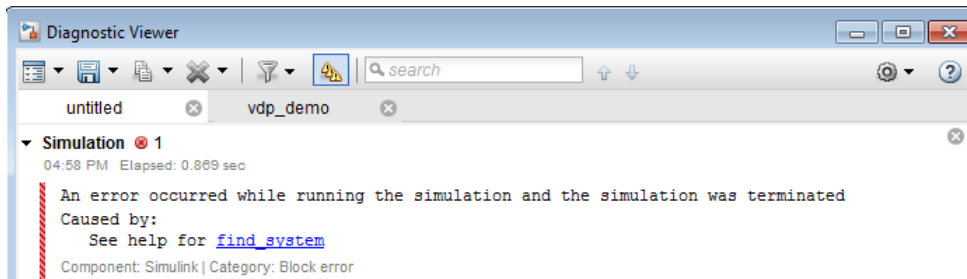 Diagnostic Viewer
search
untitled vdp_demo
Simulation 1
04:58 PM Elapsed: 0.869 sec
An error occurred while running the simulation and the simulation was terminated
Caused by:
See help for find_system
Component: Simulink | Category: Block error